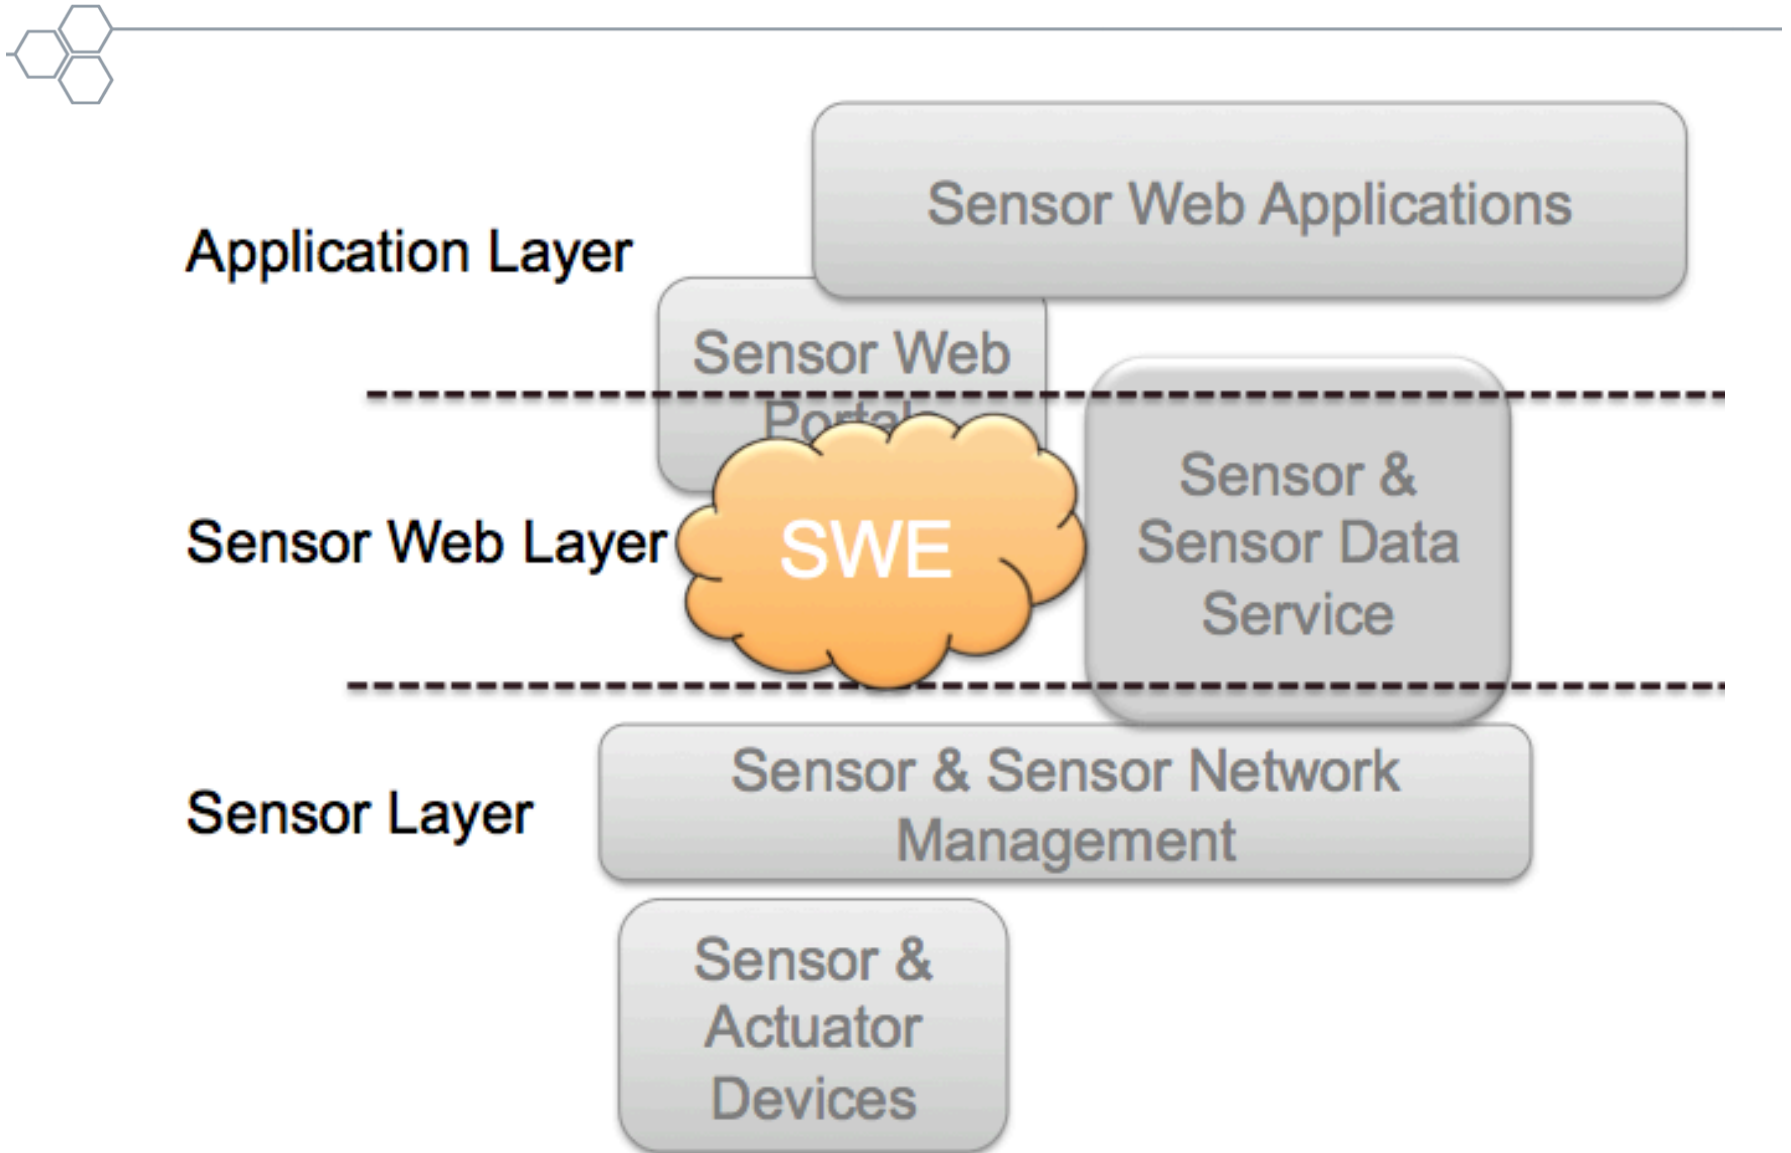 Sensor Web Applications
Application Layer
Sensor Web
SWE
Sensor Web Layer
Sensor &
Sensor Data
Service
Sensor & Sensor Network
Management
Sensor Layer
Sensor &
Actuator
Devices